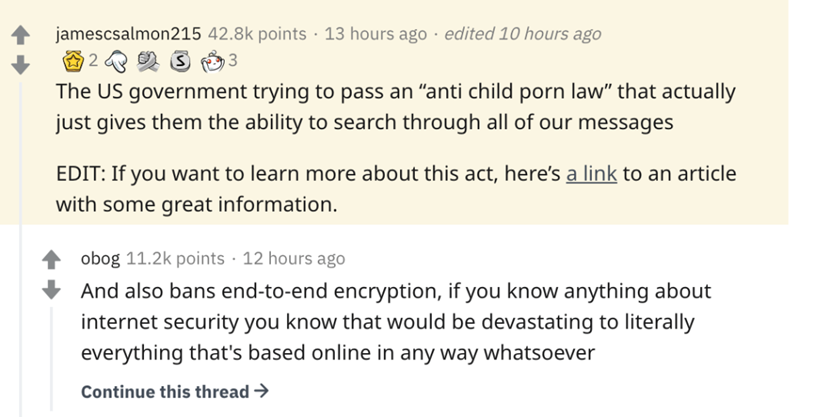 jamescsalmon215 42.8k points · 13 hours ago · edited 10 hours ago
2 S 3
The US government trying to pass an “anti child porn law” that actually
just gives them the ability to search through all of our messages
EDIT: If you want to learn more about this act, here’s a link to an article
with some great information.
obog 11.2k points · 12 hours ago
And also bans end-to-end encryption, if you know anything about
internet security you know that would be devastating to literally
everything that's based online in any way whatsoever
Continue this thread →